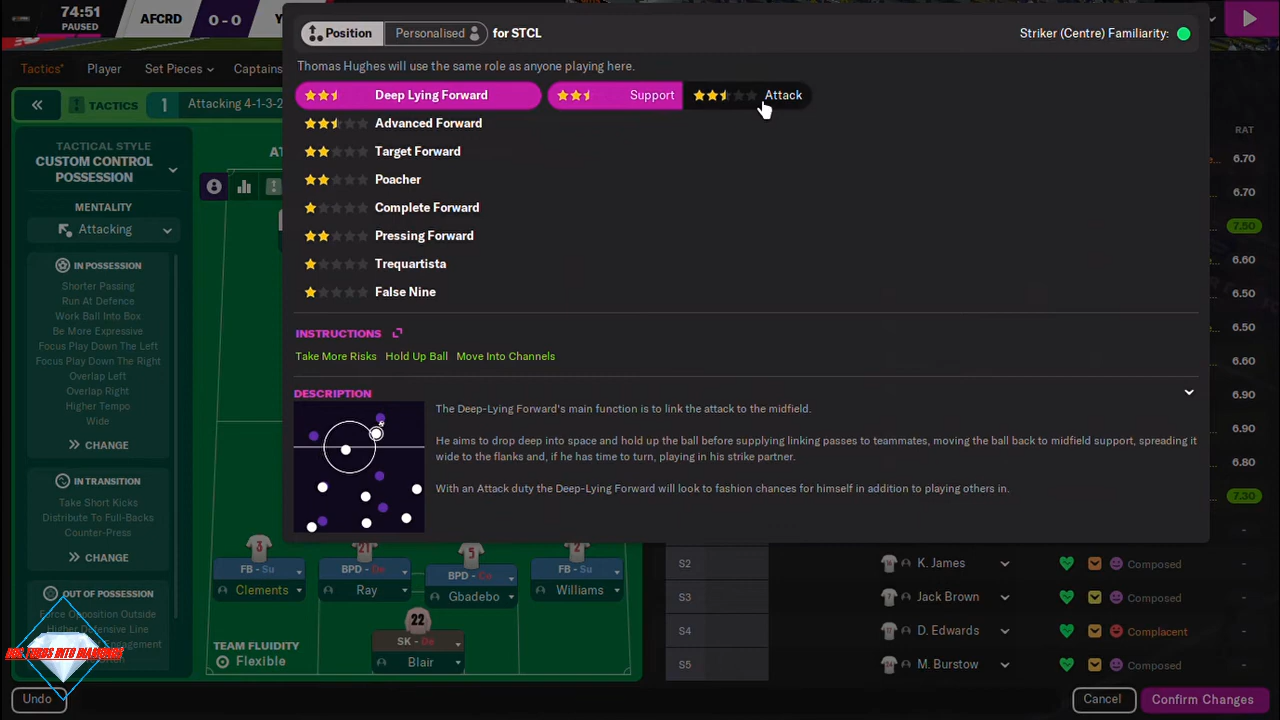 74:51
PAUSED
AFCRD
0 - 0
Y
Tactics*
Player
Set Pieces
Captains
TACTICS
1
Attacking 4-1-3-2
TACTICAL STYLE
CUSTOM CONTROL
POSSESSION
MENTALITY
Attacking
IN POSSESSION
Shorter Passing
Run At Defence
Work Ball Into Box
Be More Expressive
Focus Play Down The Left
Focus Play Down The Right
Overlap Left
Overlap Right
Higher Tempo
Wide
CHANGE
IN TRANSITION
Take Short Kicks
Distribute To Full-Backs
Counter-Press
CHANGE
OUT OF POSSESSION
Force Opposition Outside
Higher Defensive Line
Undo
Position
Personalised
for STCL
Striker (Centre) Familiarity:
Thomas Hughes will use the same role as anyone playing here.
Deep Lying Forward
Support
Attack
Advanced Forward
Target Forward
Poacher
Complete Forward
Pressing Forward
Trequartista
False Nine
INSTRUCTIONS
Take More Risks Hold Up Ball Move Into Channels
DESCRIPTION
The Deep-Lying Forward's main function is to link the attack to the midfield.
He aims to drop deep into space and hold up the ball before supplying linking passes to teammates, moving the ball back to midfield support, spreading it
wide to the flanks and, if he has time to turn, playing in his strike partner.
With an Attack duty the Deep-Lying Forward will look to fashion chances for himself in addition to playing others in.
3
21
5
2
FB - Su
BPD - De
BPD - De
FB - Su
Clements
Ray
Gbadebo
Williams
22
SK - De
Blair
TEAM FLUIDITY
Flexible
RAT
6.70
6.70
7.50
6.60
6.50
6.50
6.60
6.90
6.80
7.30
-
S2 K. James Composed -
S3 Jack Brown Composed -
S4 D. Edwards Complacent -
S5 M. Burstow Composed -
Cancel
Confirm Changes